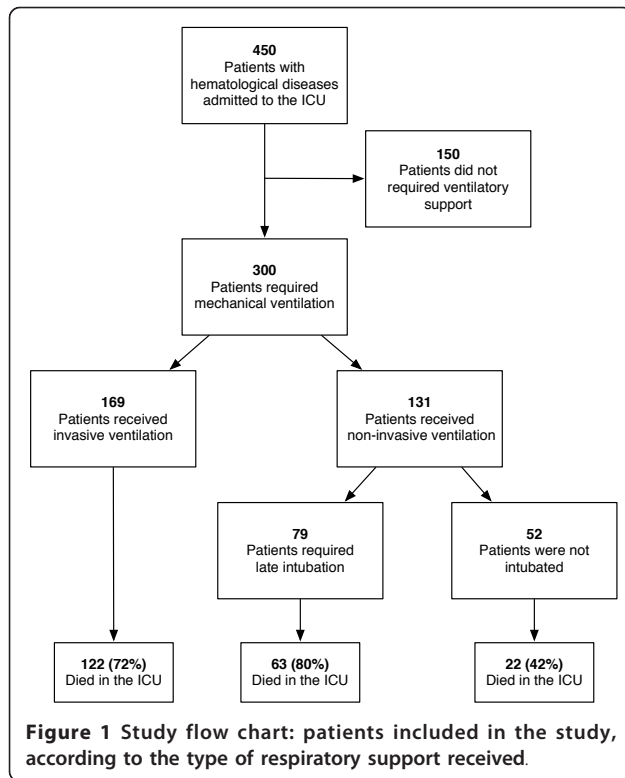 450
Patients with
hematological diseases
admitted to the ICU
150
Patients did not
required ventilatory
support
300
Patients required
mechanical ventilation
169
Patients received
invasive ventilation
131
Patients received
non-invasive ventilation
79
Patients required
late intubation
52
Patients were not
intubated
122 (72%)
Died in the ICU
63 (80%)
Died in the ICU
22 (42%)
Died in the ICU
Figure 1 Study flow chart: patients included in the study,
according to the type of respiratory support received.